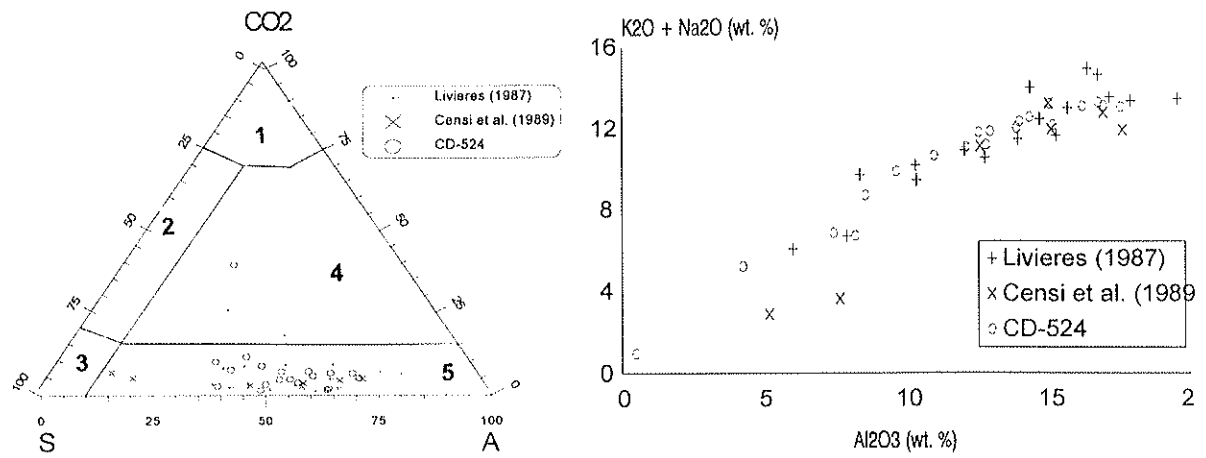 CO2
0
100
Livieres (1987)
Censi et al. (1989)
CD-524
1
25
75
2
50
50
4
75
25
3
5
100
0
0
25
50
75
100
S
A
K2O + Na2O (wt. %)
16
12
8
4
0
0
5
10
15
2
Al2O3 (wt. %)
Livieres (1987)
Censi et al. (1989
CD-524